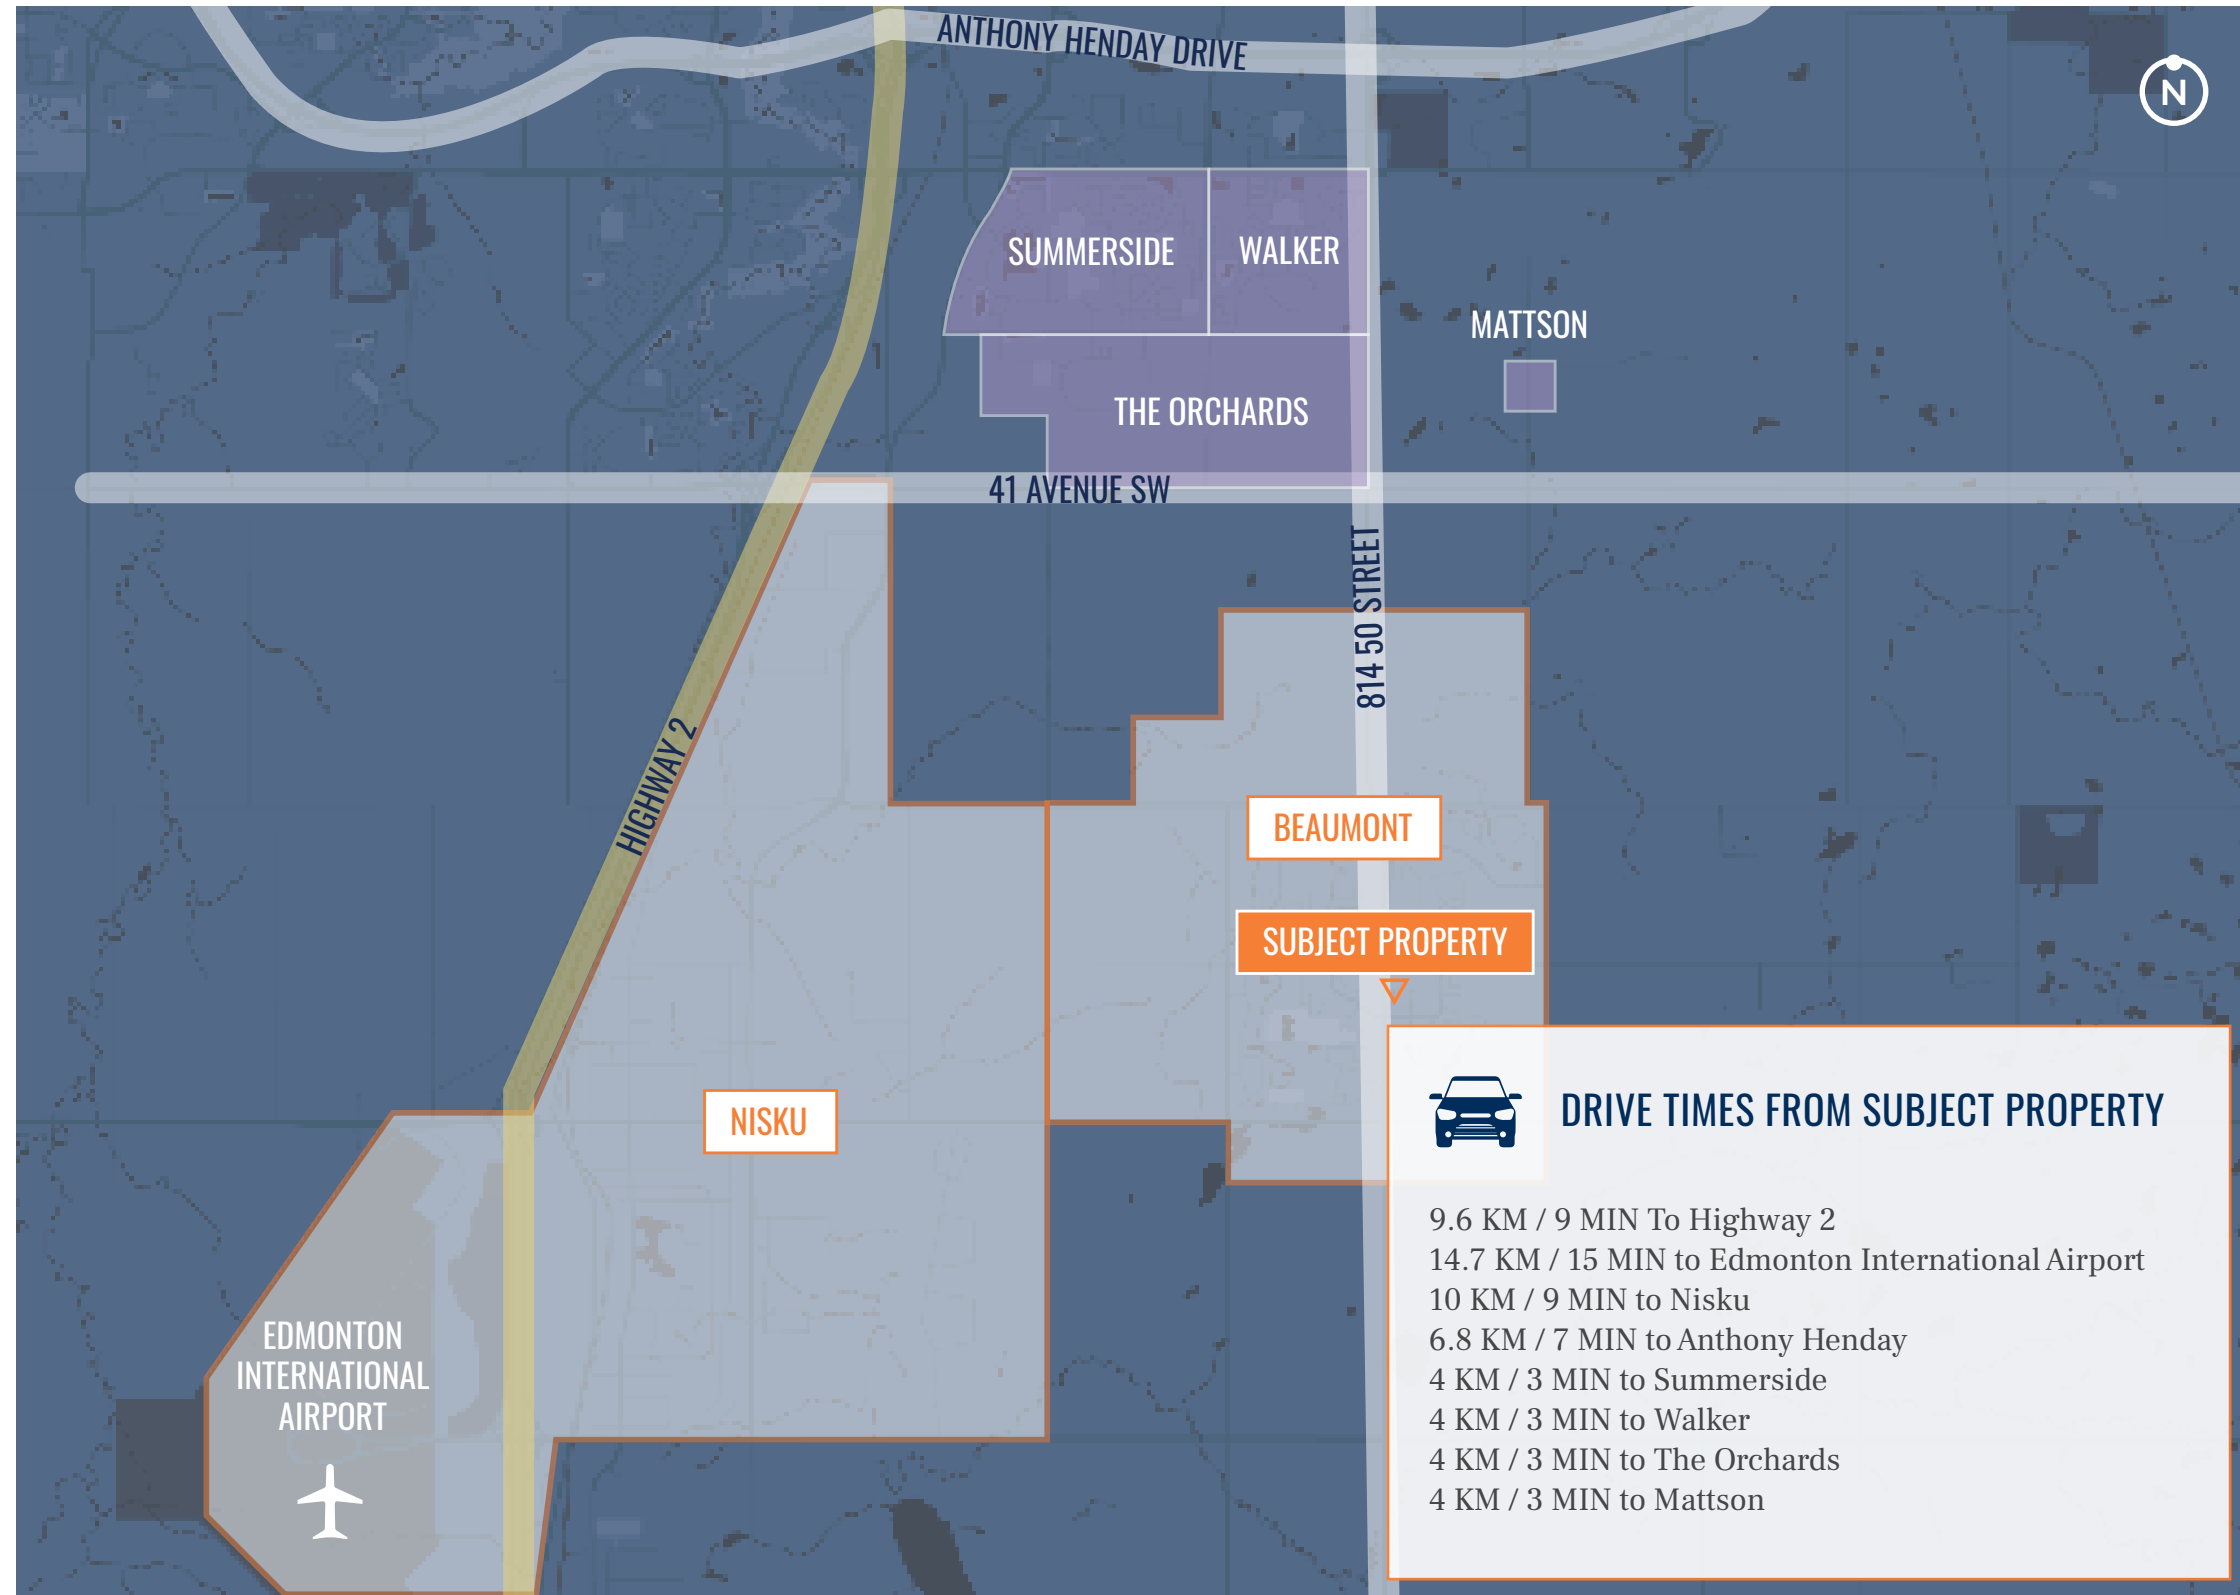 ANTHONY HENDAY DRIVE
N
SUMMERSIDE
WALKER
MATTSON
THE ORCHARDS
41 AVENUE SW
814 50 STREET
HIGHWAY 2
BEAUMONT
SUBJECT PROPERTY
NISKU
EDMONTON
INTERNATIONAL
AIRPORT
DRIVE TIMES FROM SUBJECT PROPERTY
9.6 KM / 9 MIN To Highway 2
14.7 KM / 15 MIN to Edmonton International Airport
10 KM / 9 MIN to Nisku
6.8 KM / 7 MIN to Anthony Henday
4 KM / 3 MIN to Summerside
4 KM / 3 MIN to Walker
4 KM / 3 MIN to The Orchards
4 KM / 3 MIN to Mattson